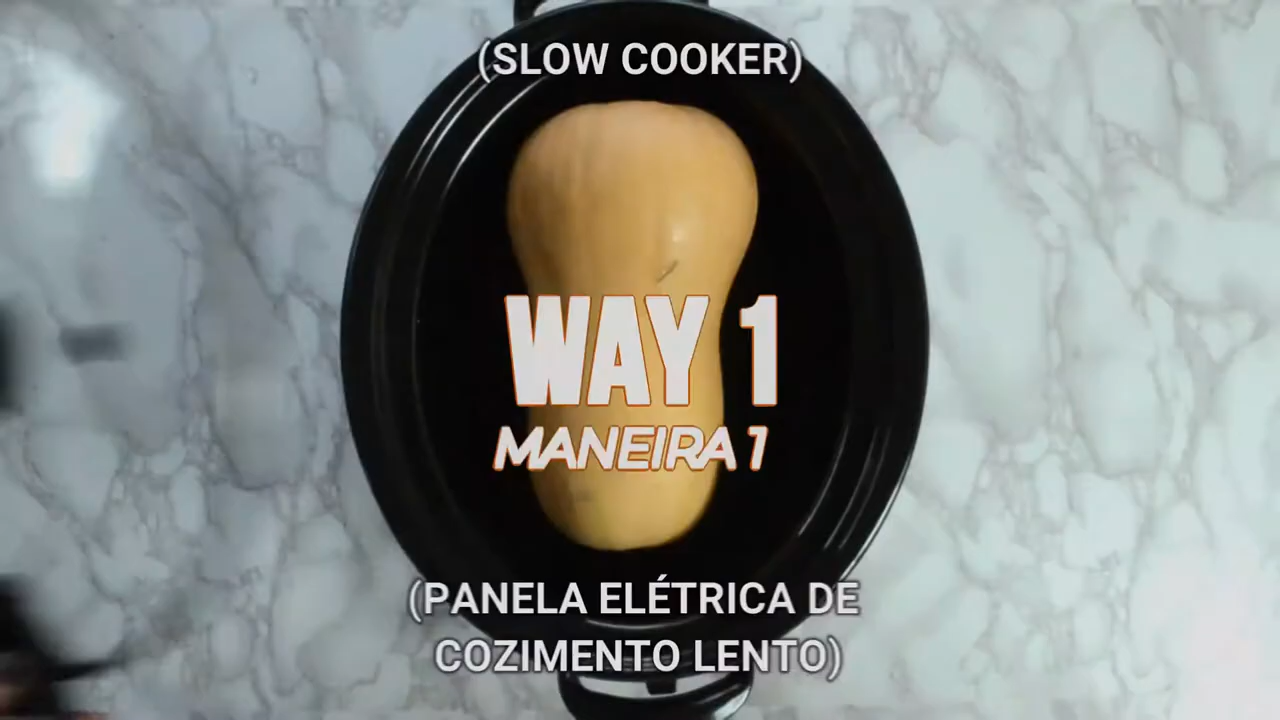 (SLOW COOKER)
WAY 1
MANEIRA 1
(PANELA ELÉTRICA DE
COZIMENTO LENTO)